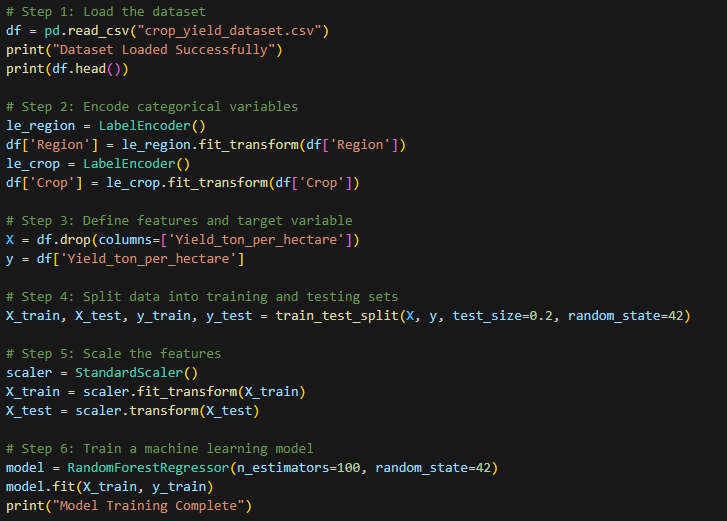 # Step 1: Load the dataset
df = pd.read_csv("crop_yield_dataset.csv")
print("Dataset Loaded Successfully")
print(df.head())
# Step 2: Encode categorical variables
le_region = LabelEncoder()
df['Region'] = le_region.fit_transform(df['Region'])
le_crop = LabelEncoder()
df['Crop'] = le_crop.fit_transform(df['Crop'])
# Step 3: Define features and target variable
X = df.drop(columns=['Yield_ton_per_hectare'])
y = df['Yield_ton_per_hectare']
# Step 4: Split data into training and testing sets
X_train, X_test, y_train, y_test = train_test_split(X, y, test_size=0.2, random_state=42)
# Step 5: Scale the features
scaler = StandardScaler()
X_train = scaler.fit_transform(X_train)
X_test = scaler.transform(X_test)
# Step 6: Train a machine learning model
model = RandomForestRegressor(n_estimators=100, random_state=42)
model.fit(X_train, y_train)
print("Model Training Complete")